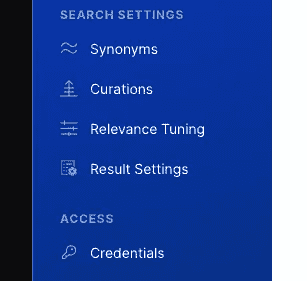 SEARCH SETTINGS
Synonyms
Curations
Relevance Tuning
Result Settings
ACCESS
Credentials